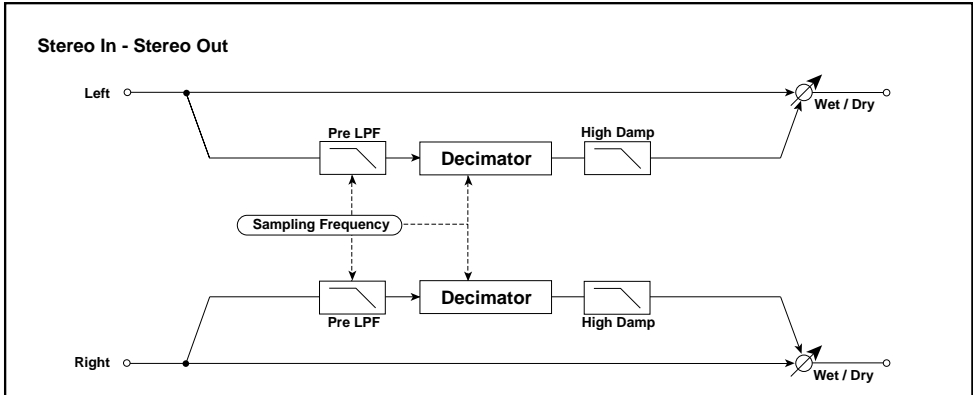 Stereo In - Stereo Out
Left
Wet / Dry
Pre LPF
High Damp
Decimator
Sampling Frequency
Decimator
Pre LPF
High Damp
Right
Wet / Dry